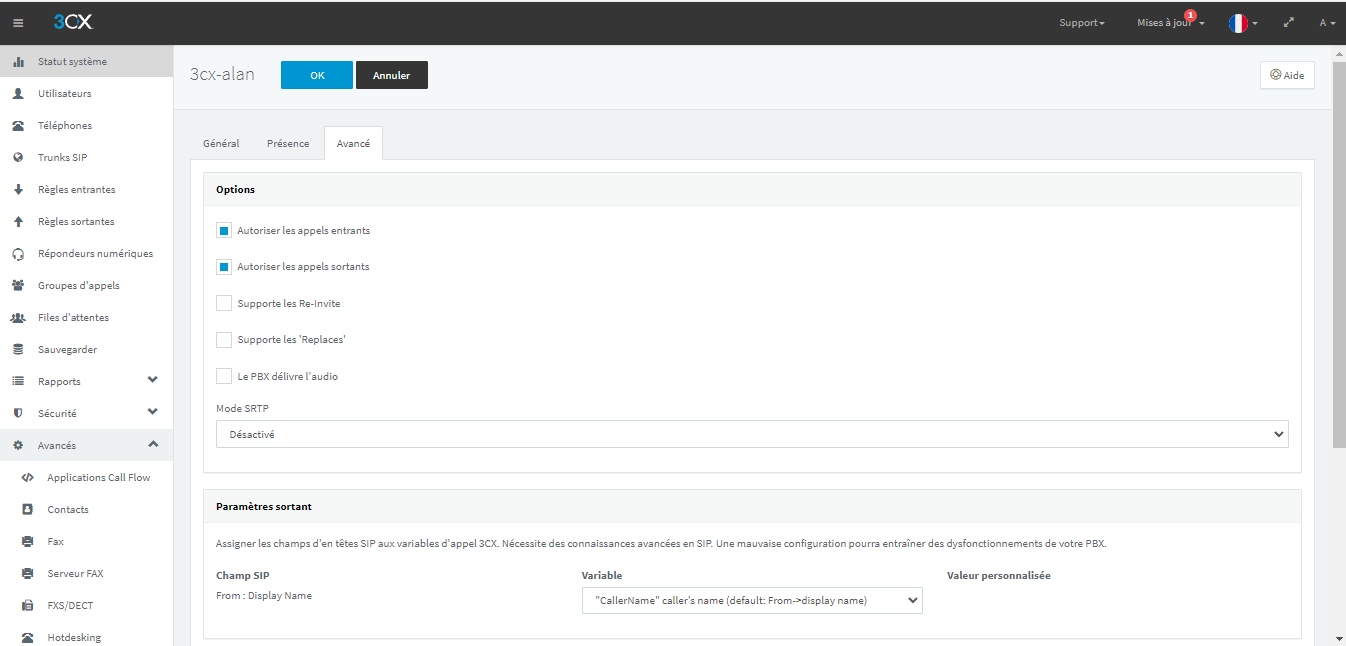 3CX
Support
Mises à jour
1
A
Statut système
Utilisateurs
Téléphones
Trunks SIP
Règles entrantes
Règles sortantes
Répondeurs numériques
Groupes d'appels
Files d'attentes
Sauvegarder
Rapports
Sécurité
Avancés
Applications Call Flow
Contacts
Fax
Serveur FAX
FXS/DECT
Hotdesking
3cx-alan
OK
Annuler
Aide
Général
Présence
Avancé
Options
Autoriser les appels entrants
Autoriser les appels sortants
Supporte les Re-Invite
Supporte les 'Replaces'
Le PBX délivre l'audio
Mode SRTP
Désactivé
Paramètres sortant
Assigner les champs d'en têtes SIP aux variables d'appel 3CX. Nécessite des connaissances avancées en SIP. Une mauvaise configuration pourra entraîner des dysfonctionnements de votre PBX.
Champ SIP
Variable
Valeur personnalisée
From : Display Name
"CallerName" caller's name (default: From->display name)